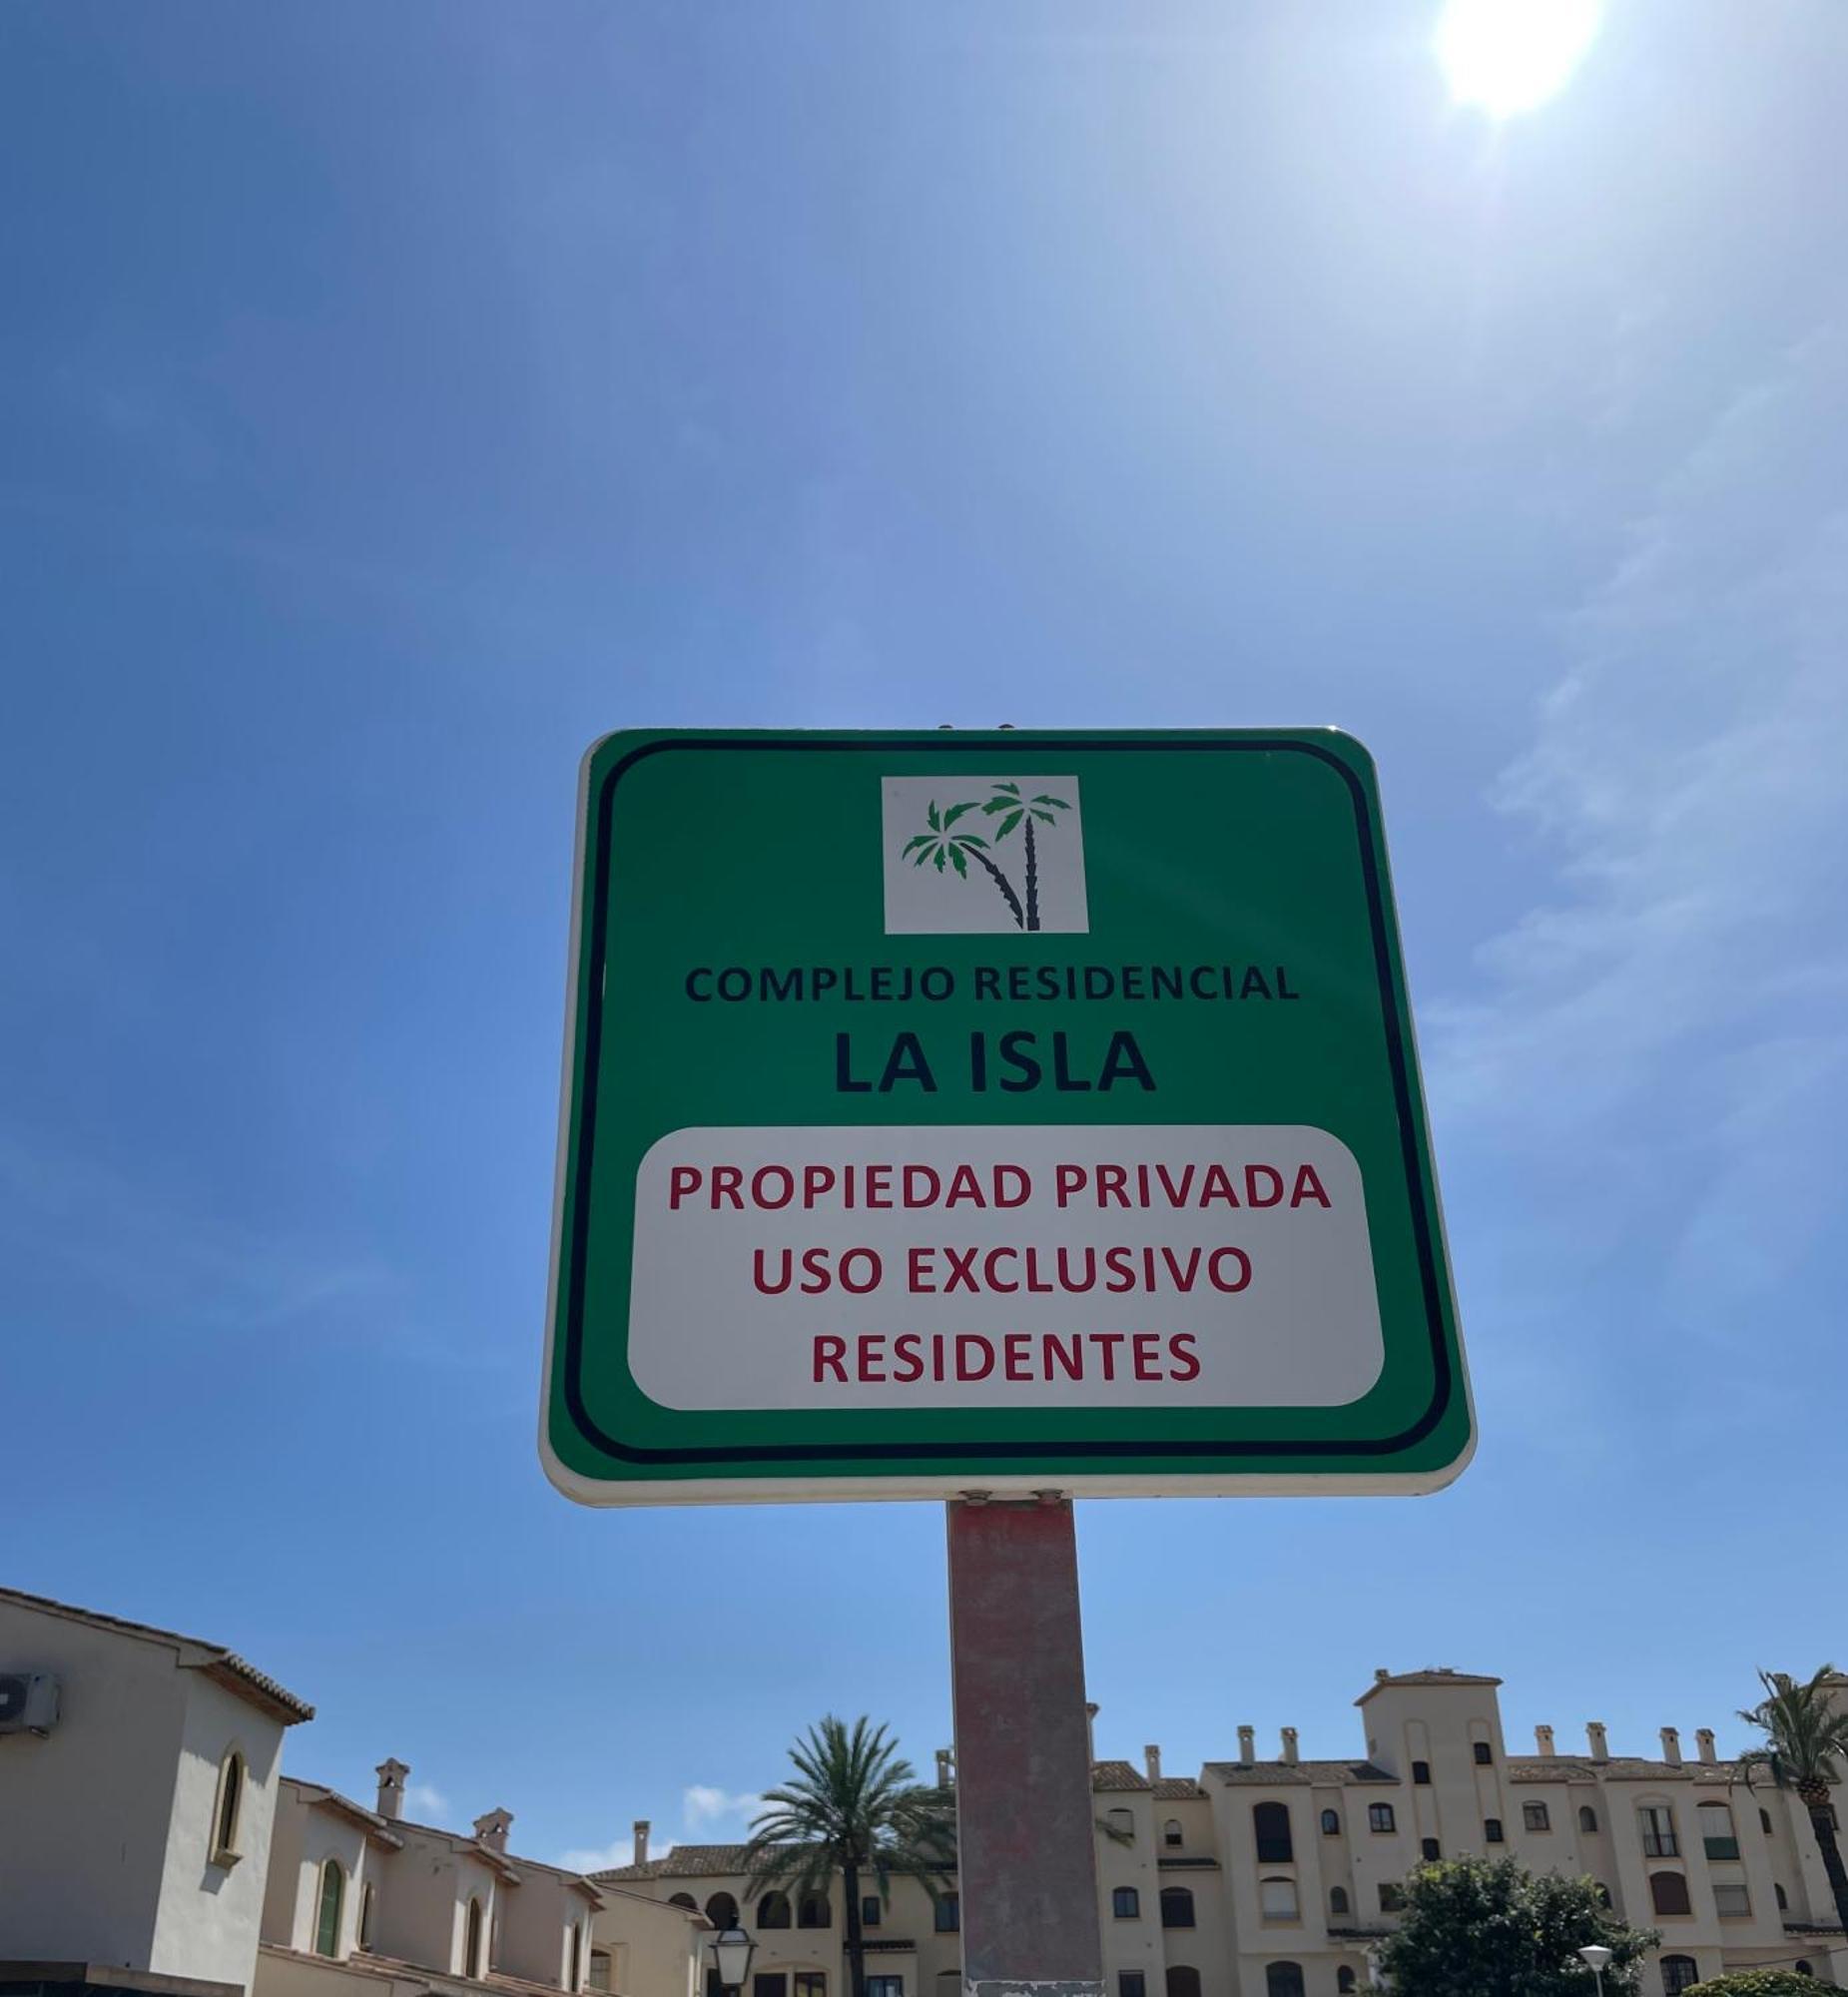 COMPLEJO RESIDENCIAL
LA ISLA
PROPIEDAD PRIVADA
USO EXCLUSIVO
RESIDENTES